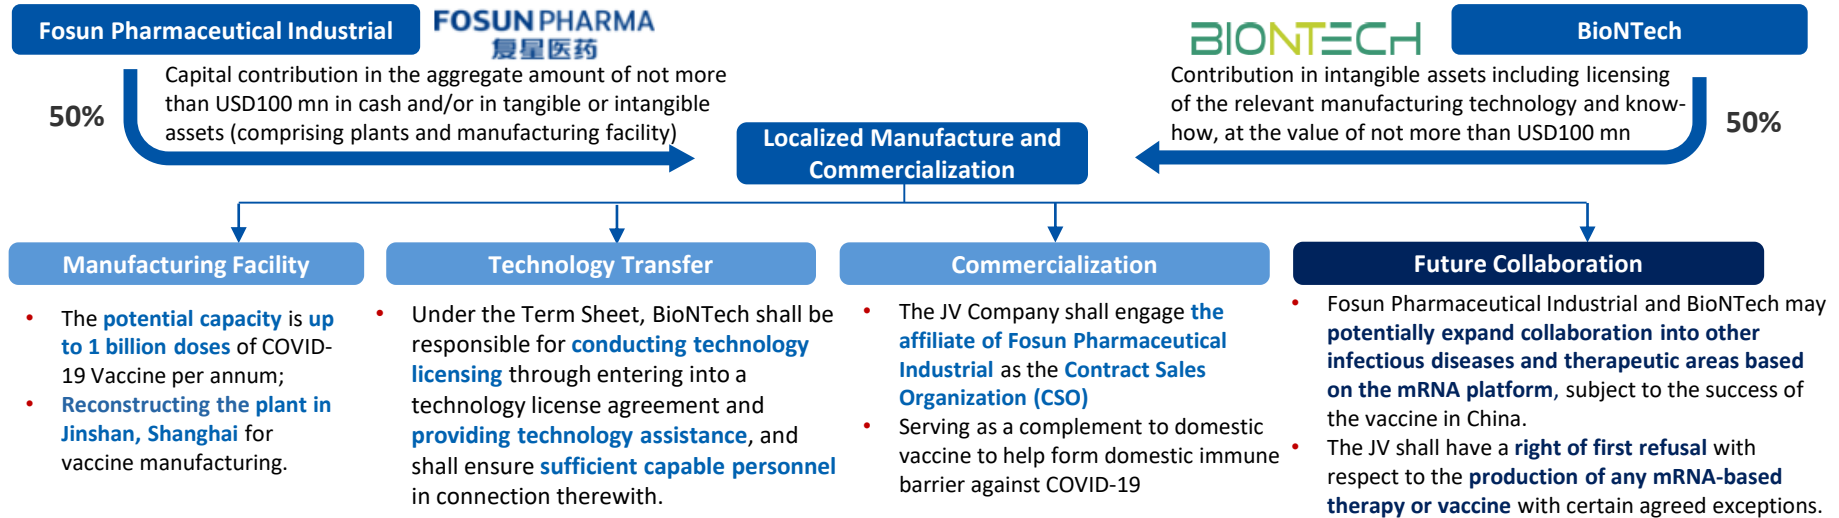 Fosun Pharmaceutical Industrial
FOSUN PHARMA
复星医药
BIONTECH
BioNTech
50%
Capital contribution in the aggregate amount of not more
than USD100 mn in cash and/or in tangible or intangible
assets (comprising plants and manufacturing facility)
Contribution in intangible assets including licensing
of the relevant manufacturing technology and know-
how, at the value of not more than USD100 mn
50%
Localized Manufacture and
Commercialization
Manufacturing Facility
• The potential capacity is up
to 1 billion doses of COVID-
19 Vaccine per annum;
• Reconstructing the plant in
Jinshan, Shanghai for
vaccine manufacturing.
Technology Transfer
• Under the Term Sheet, BioNTech shall be
responsible for conducting technology
licensing through entering into a
technology license agreement and
providing technology assistance, and
shall ensure sufficient capable personnel
in connection therewith.
Commercialization
• The JV Company shall engage the
affiliate of Fosun Pharmaceutical
Industrial as the Contract Sales
Organization (CSO)
• Serving as a complement to domestic
vaccine to help form domestic immune
barrier against COVID-19
Future Collaboration
• Fosun Pharmaceutical Industrial and BioNTech may
potentially expand collaboration into other
infectious diseases and therapeutic areas based
on the mRNA platform, subject to the success of
the vaccine in China.
• The JV shall have a right of first refusal with
respect to the production of any mRNA-based
therapy or vaccine with certain agreed exceptions.